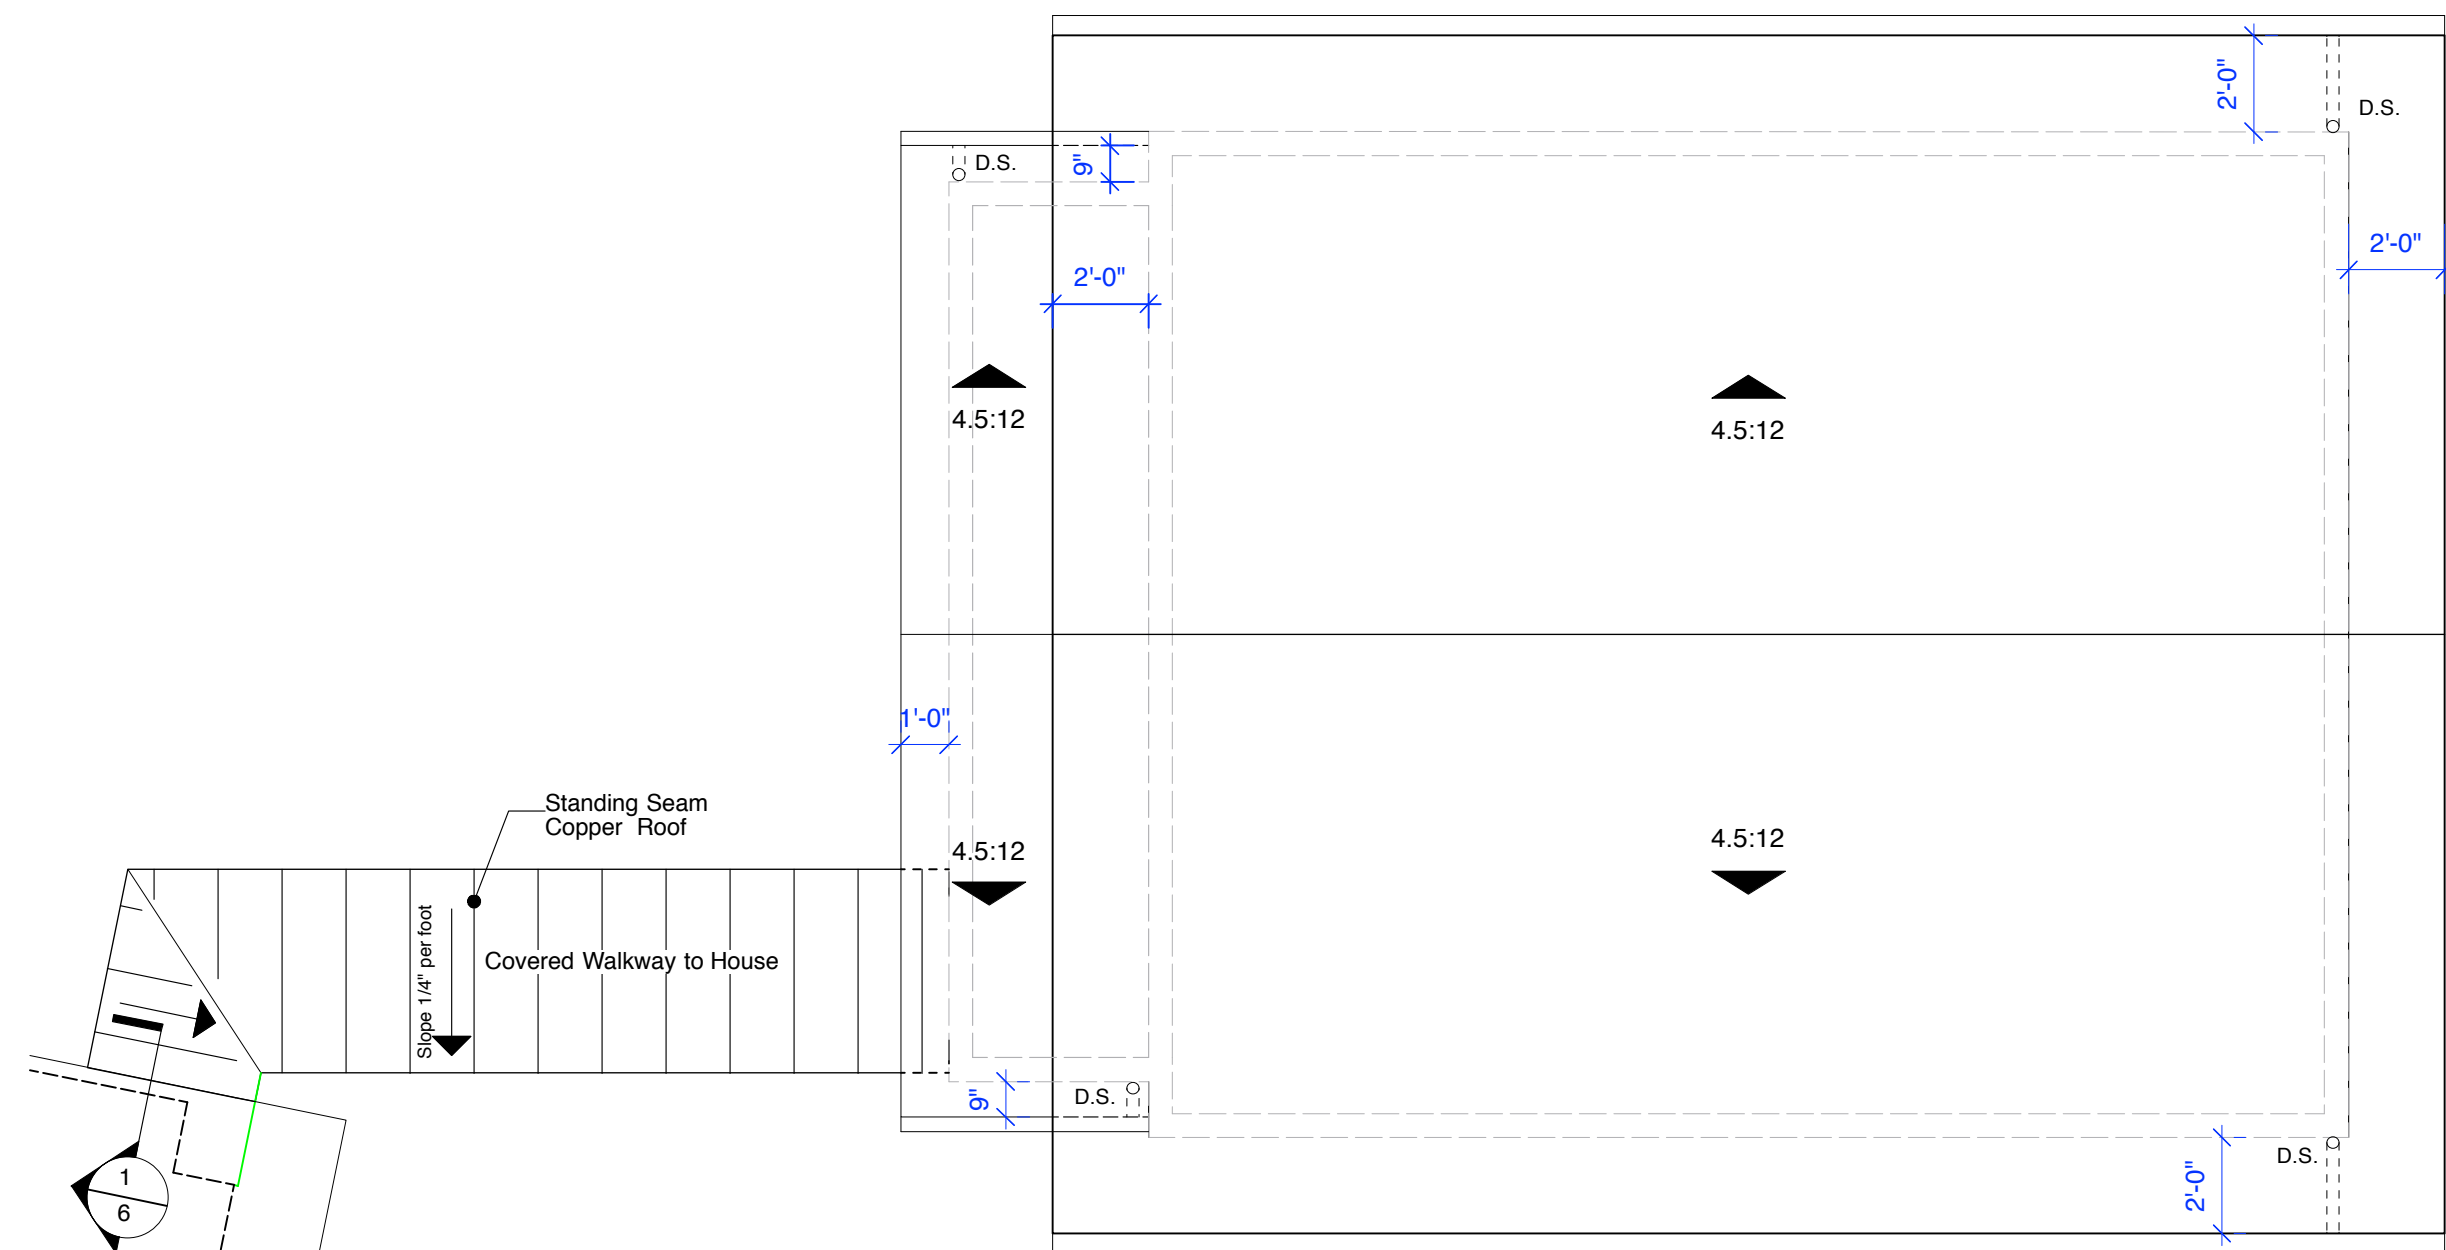 2'-0"
D.S.
D.S.
9"
2'-0"
2'-0"
4.5:12
4.5:12
1'-0"
Standing Seam
Copper Roof
4.5:12
4.5:12
Slope 1/4" per foot
Covered Walkway to House
9"
D.S.
D.S.
2'-0"
1
6